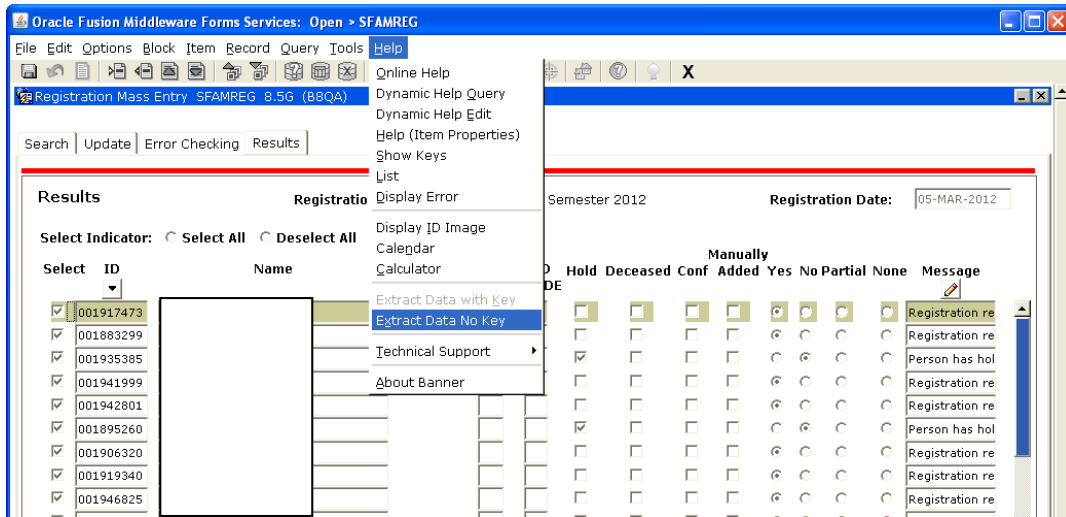 Oracle Fusion Middleware Forms Services: Open > SFAMREG
File Edit Options Block Item Record Query Tools Help
X
Registration Mass Entry SFAMREG 8.5G (B8QA)
Online Help
Dynamic Help Query
Dynamic Help Edit
Help (Item Properties)
Show Keys
List
Display Error
Display ID Image
Calendar
Calculator
Extract Data with Key
Extract Data No Key
Technical Support
About Banner
Search Update Error Checking Results
Results Registratio Semester 2012 Registration Date: 05-MAR-2012
Select Indicator: Select All Deselect All
Manually
Select ID Name Hold Deceased Conf Added Yes No Partial None Message
DE
001917473 Registration re
001883299 Registration re
001935385 Person has hol
001941999 Registration re
001942801 Registration re
001895260 Person has hol
001906320 Registration re
001919340 Registration re
001946825 Registration re